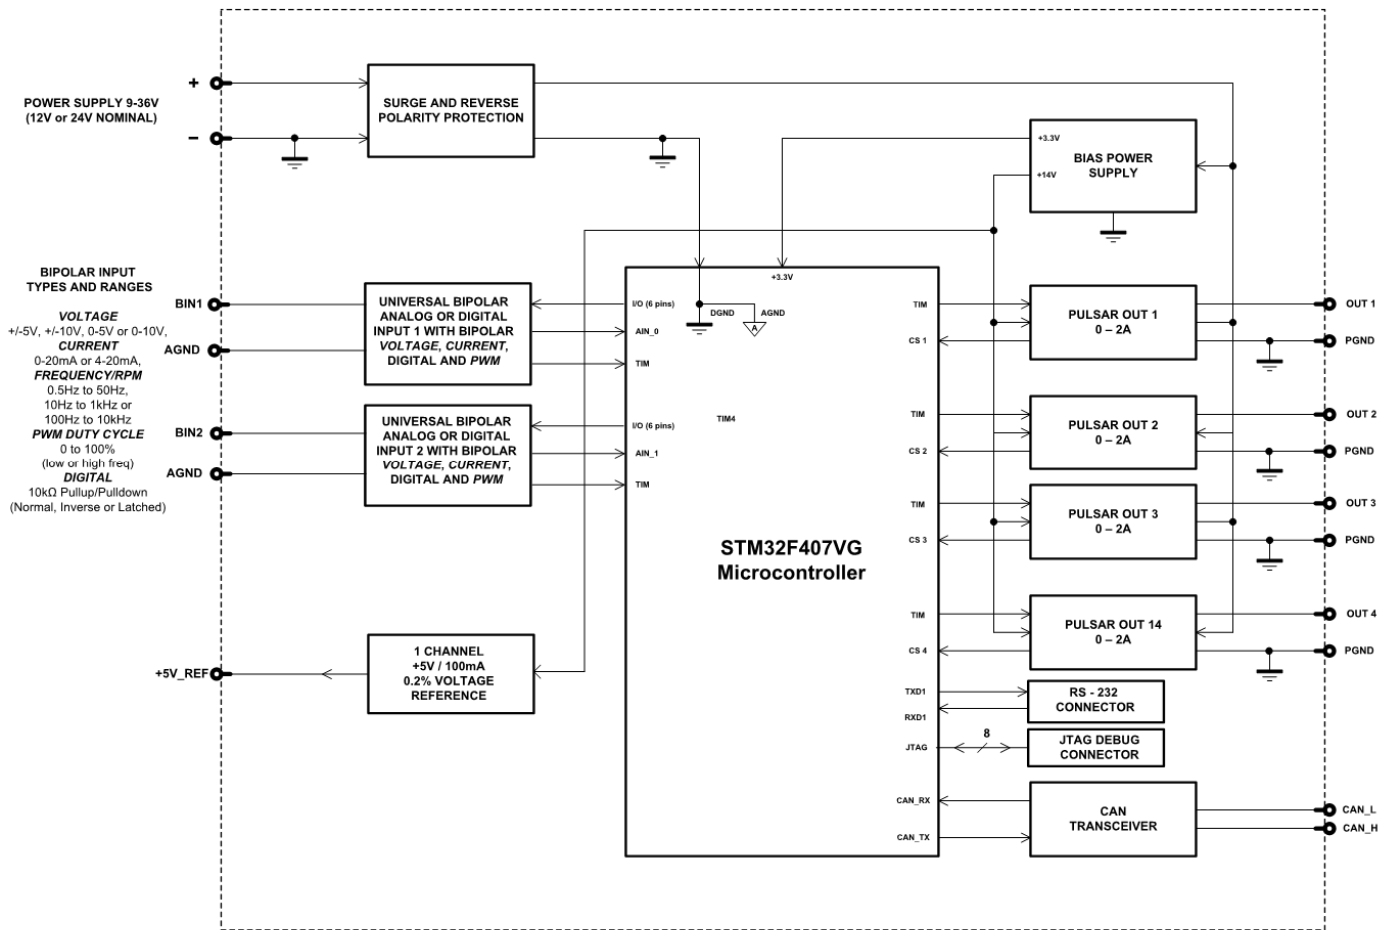 +
POWER SUPPLY 9-36V
(12V or 24V NOMINAL)
–
SURGE AND REVERSE
POLARITY PROTECTION
+3.3V
+14V
BIAS POWER
SUPPLY
BIPOLAR INPUT
TYPES AND RANGES
VOLTAGE
+/-5V, +/-10V, 0-5V or 0-10V,
CURRENT
0-20mA or 4-20mA,
FREQUENCY/RPM
0.5Hz to 50Hz,
10Hz to 1kHz or
100Hz to 10kHz
PWM DUTY CYCLE
0 to 100%
(low or high freq)
DIGITAL
10kΩ Pullup/Pulldown
(Normal, Inverse or Latched)
BIN1
AGND
BIN2
AGND
UNIVERSAL BIPOLAR
ANALOG OR DIGITAL
INPUT 1 WITH BIPOLAR
VOLTAGE, CURRENT,
DIGITAL AND PWM
UNIVERSAL BIPOLAR
ANALOG OR DIGITAL
INPUT 2 WITH BIPOLAR
VOLTAGE, CURRENT,
DIGITAL AND PWM
+5V_REF
1 CHANNEL
+5V / 100mA
0.2% VOLTAGE
REFERENCE
+3.3V
I/O (6 pins)
AIN_0
TIM
DGND
AGND
A
TIM4
I/O (6 pins)
AIN_1
TIM
STM32F407VG
Microcontroller
TIM
CS 1
TIM
CS 2
TIM
CS 3
TIM
CS 4
TXD1
RXD1
JTAG
CAN_RX
CAN_TX
PULSAR OUT 1
0 – 2A
PULSAR OUT 2
0 – 2A
PULSAR OUT 3
0 – 2A
PULSAR OUT 14
0 – 2A
RS - 232
CONNECTOR
8
JTAG DEBUG
CONNECTOR
CAN
TRANSCEIVER
OUT 1
PGND
OUT 2
PGND
OUT 3
PGND
OUT 4
PGND
CAN_L
CAN_H